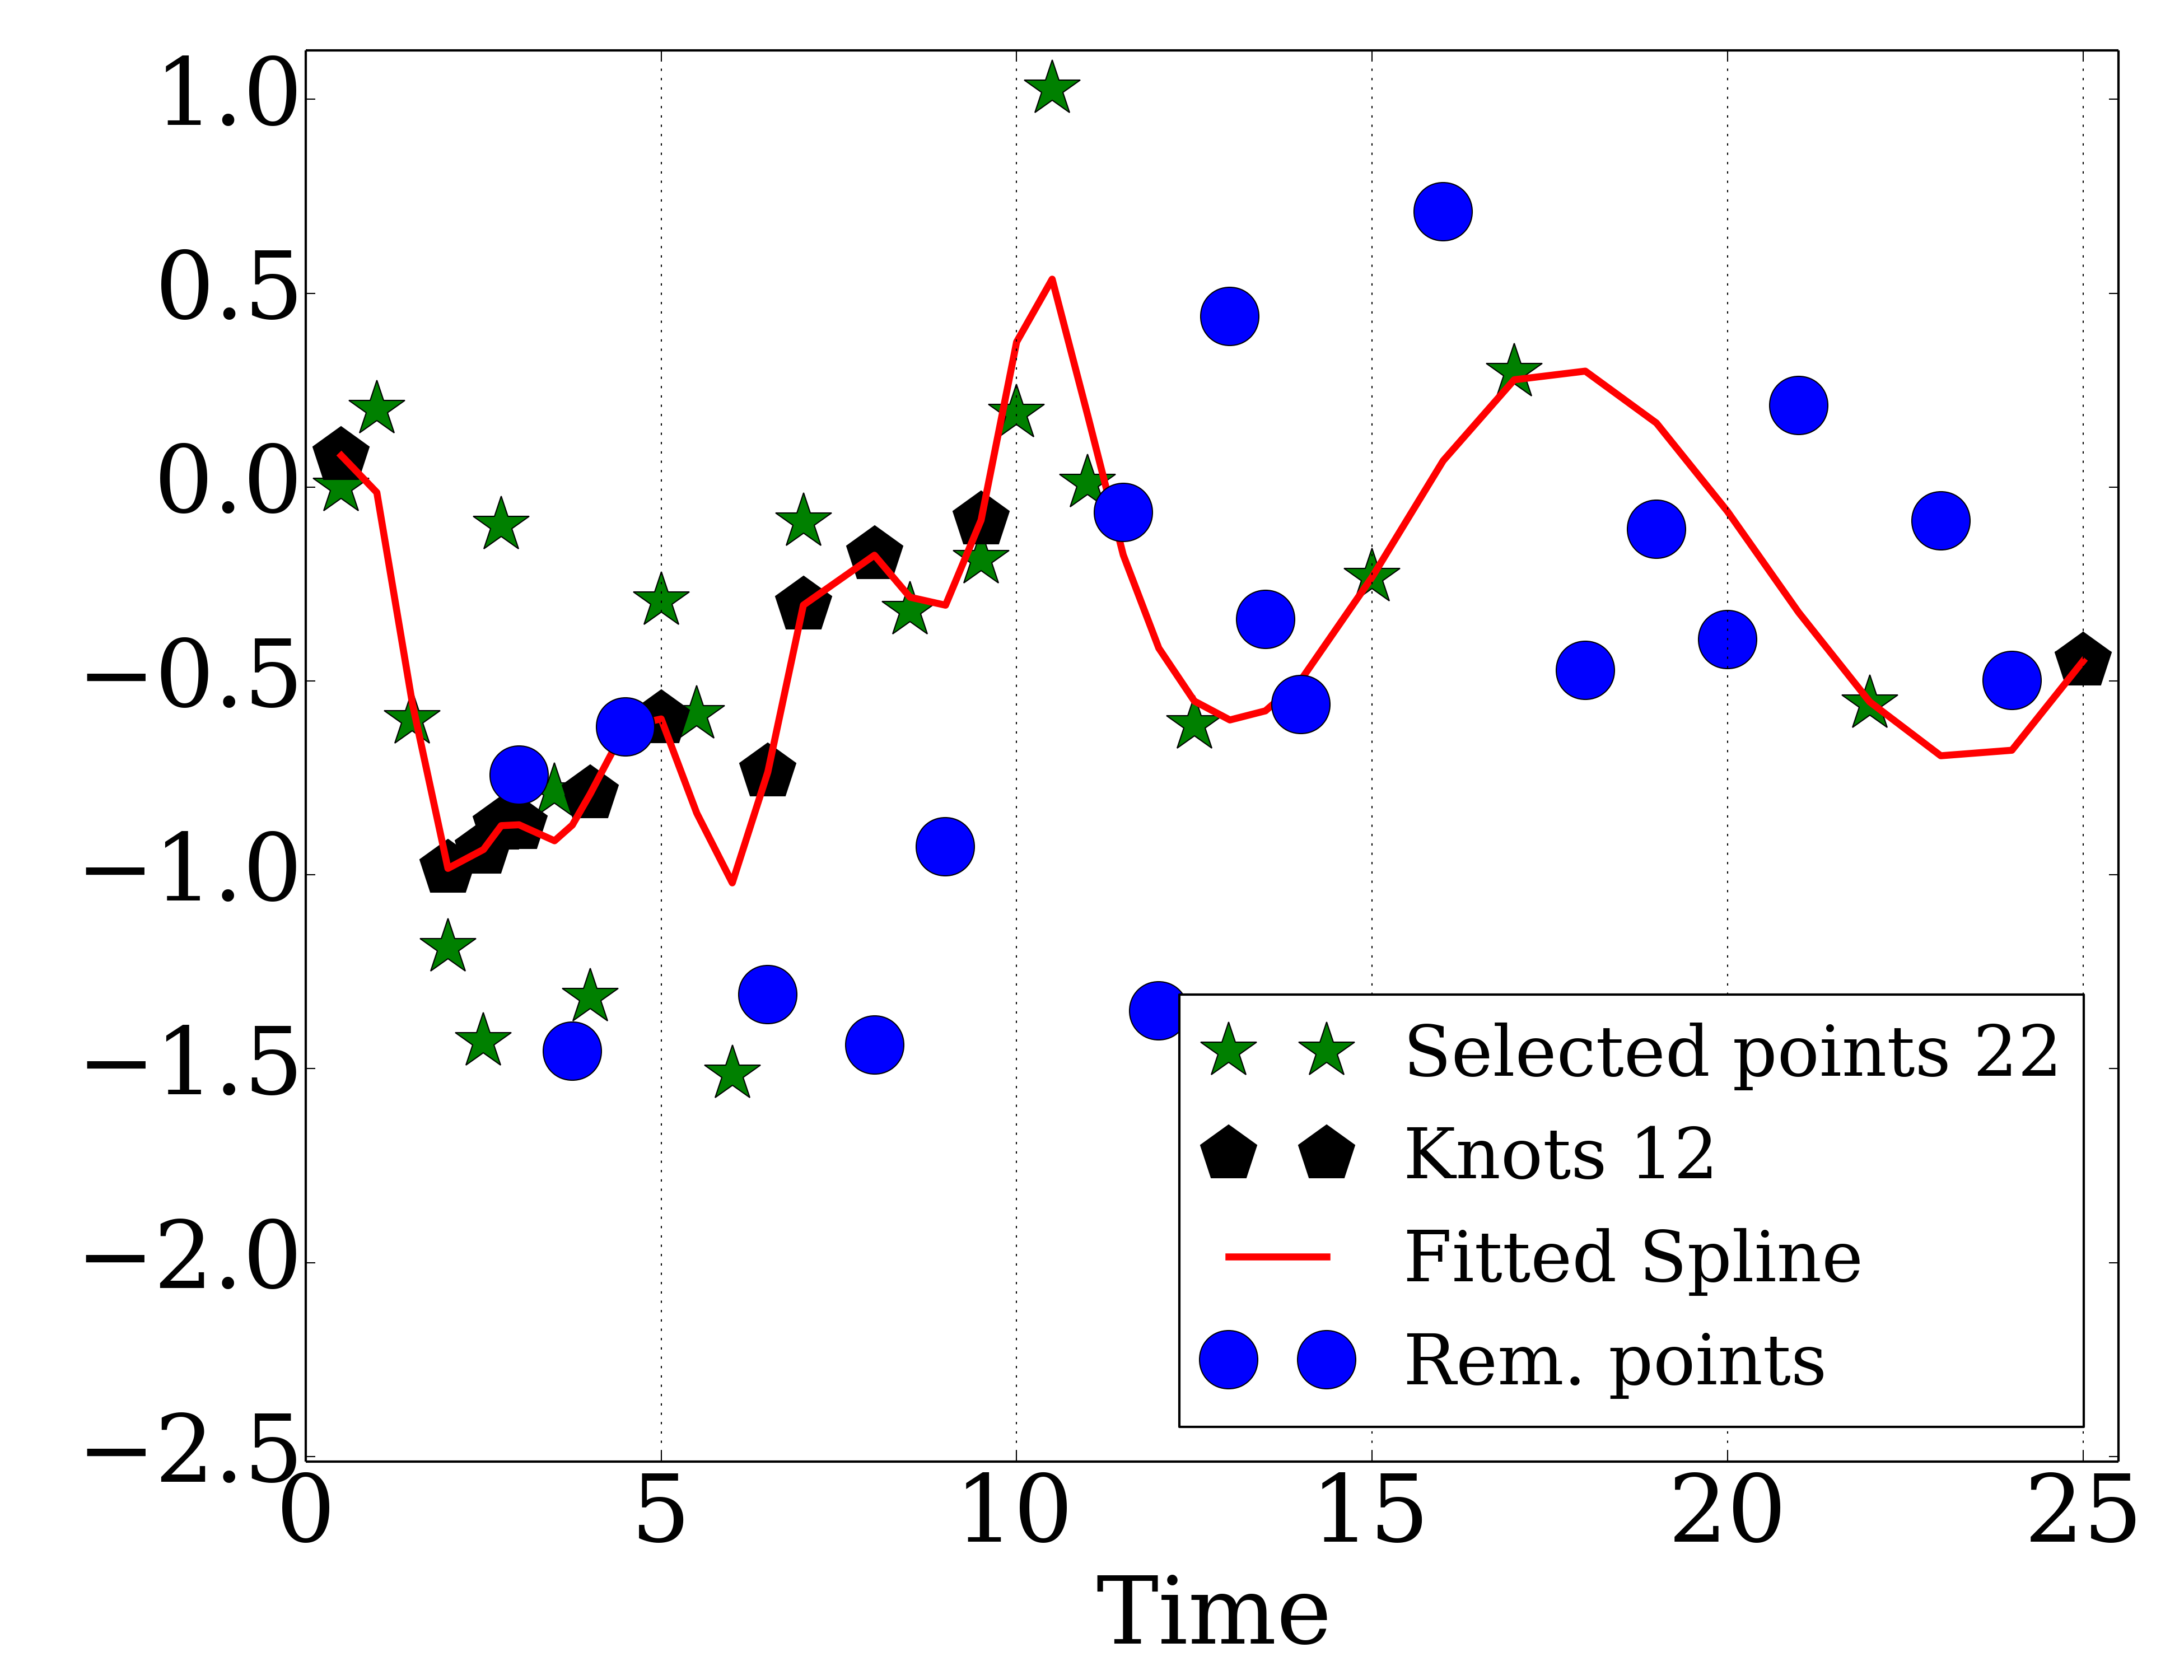 1.0
0.5
0.0
−0.5
−1.0
−1.5
−2.0
−2.5
0 5 10 15 20 25
Time
Selected points 22
Knots 12
Fitted Spline
Rem. points